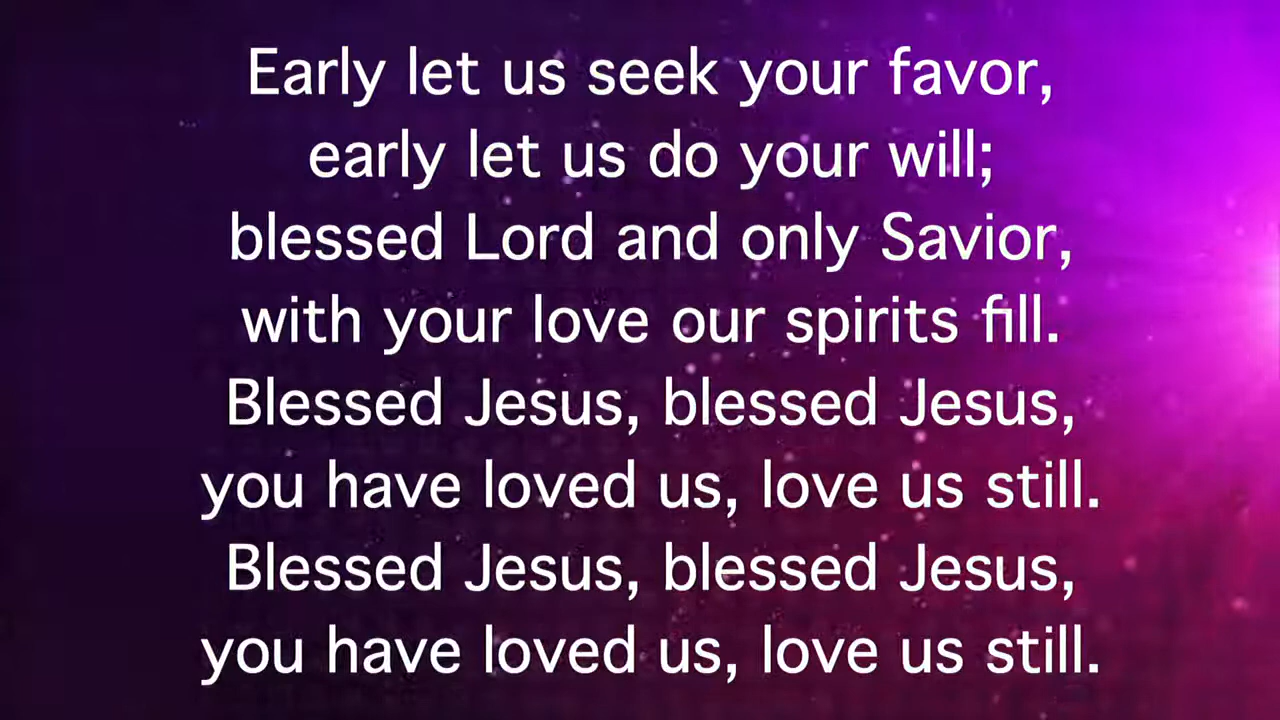 Early let us seek your favor,
early let us do your will;
blessed Lord and only Savior,
with your love our spirits fill.
Blessed Jesus, blessed Jesus,
you have loved us, love us still.
Blessed Jesus, blessed Jesus,
you have loved us, love us still.